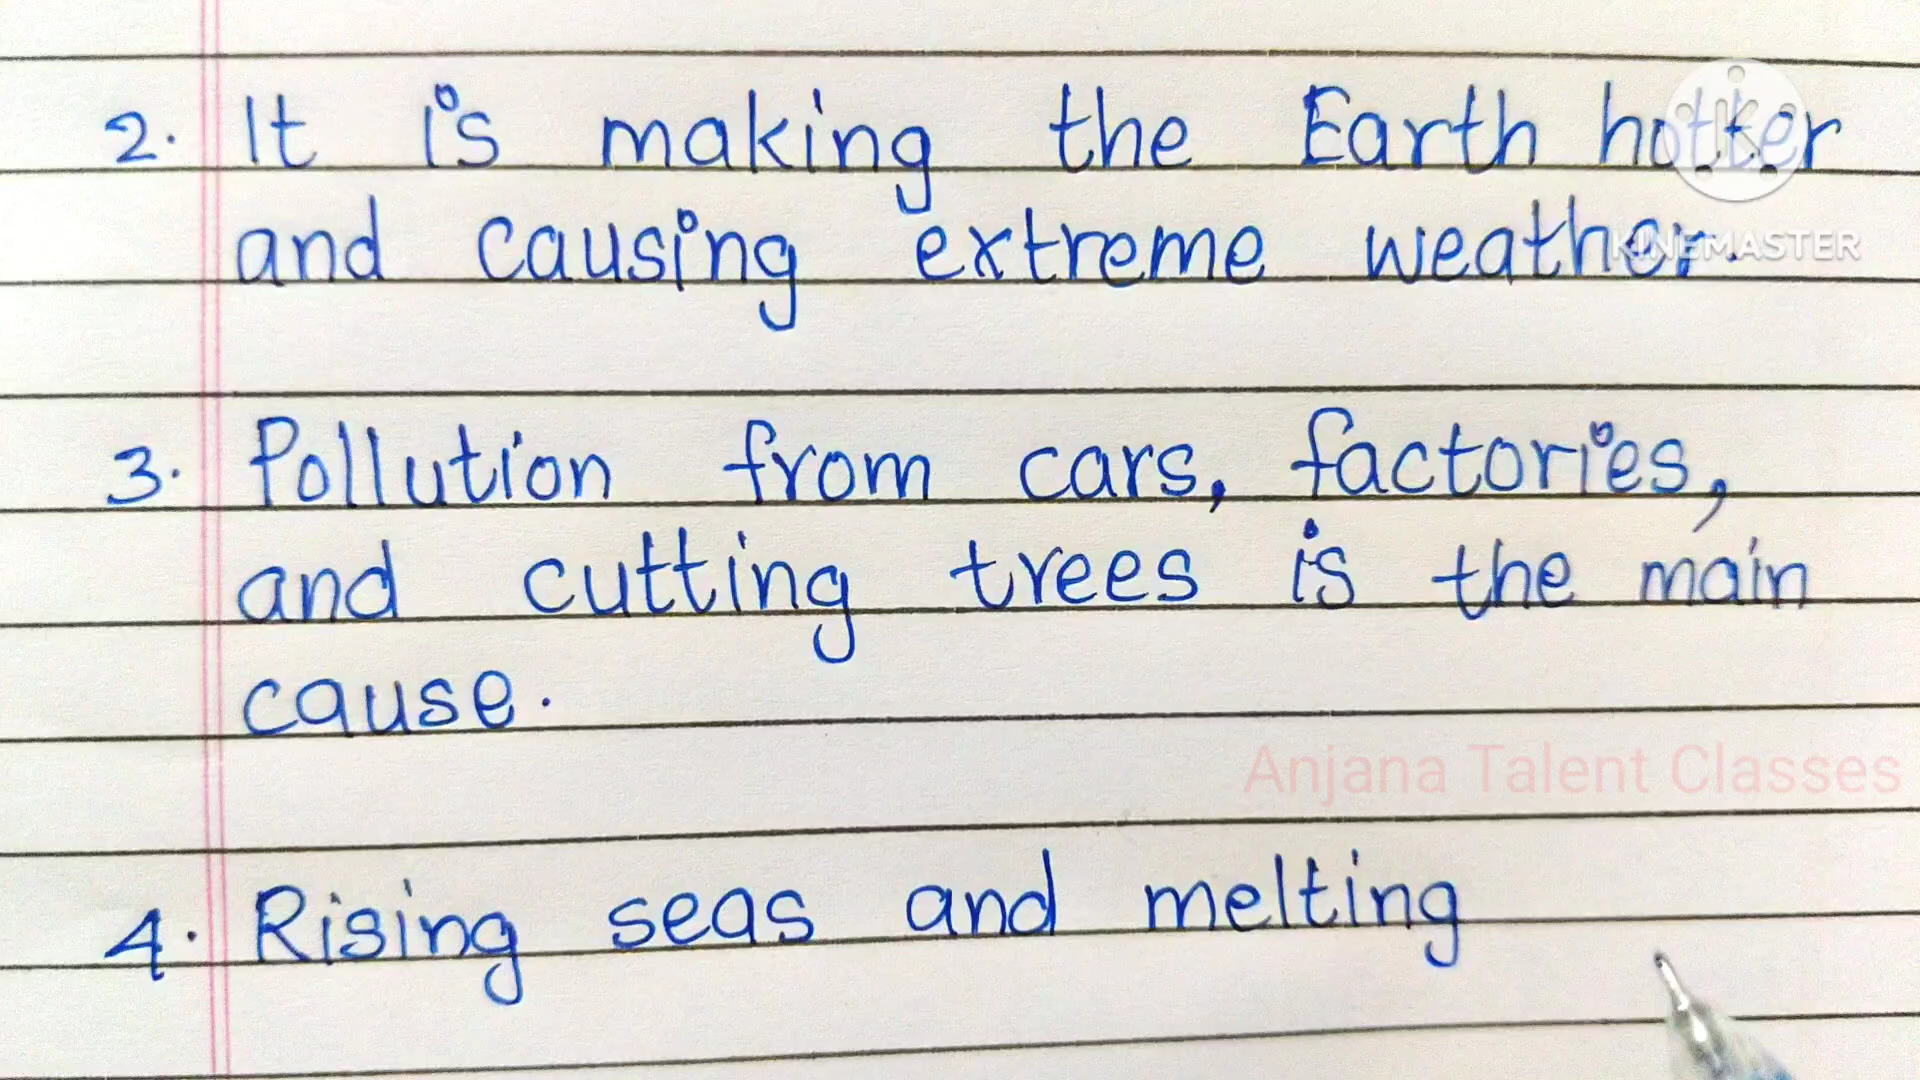 2. It is making the Earth hotter
and causing extreme weather.
KINEMASTER
3. Pollution from cars, factories,
and cutting trees is the main
cause.
Anjana Talent Classes
4. Rising seas and melting